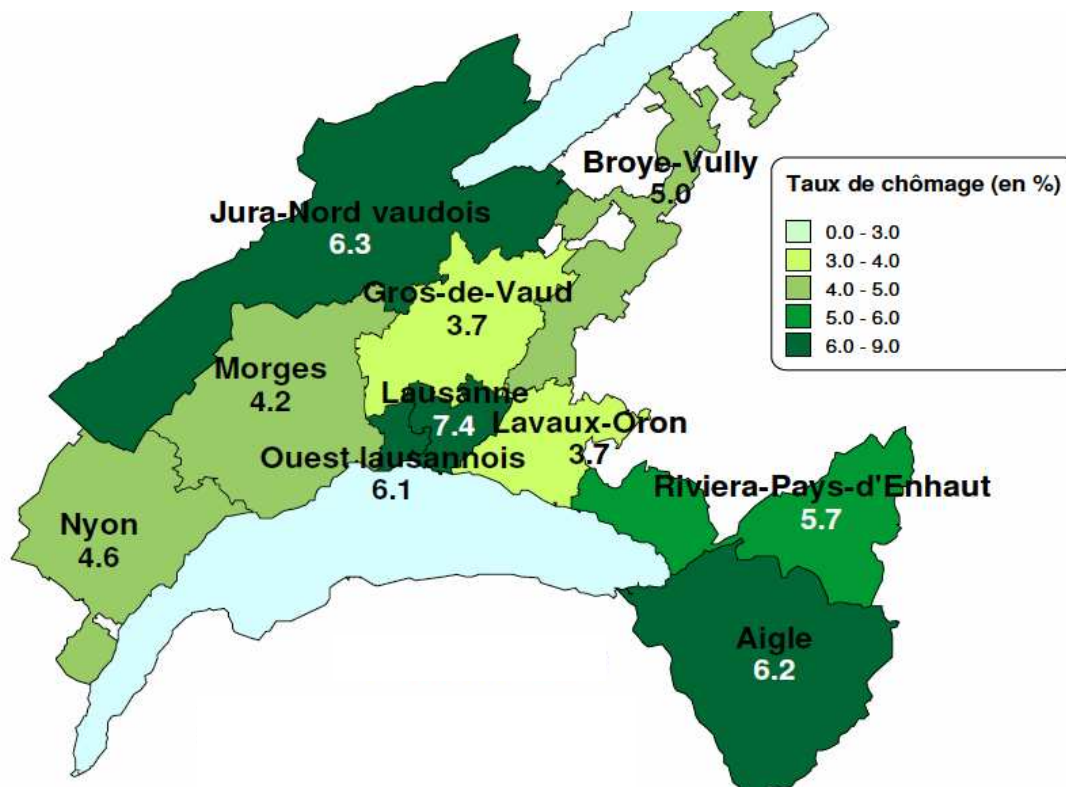 Broye-Vully
5.0
Jura-Nord vaudois
6.3
Gros-de-Vaud
3.7
Morges
4.2
Lausanne
7.4
Lavaux-Oron
3.7
Ouest lausannois
6.1
Riviera-Pays-d'Enhaut
5.7
Nyon
4.6
Aigle
6.2
Taux de chômage (en %)
0.0 - 3.0
3.0 - 4.0
4.0 - 5.0
5.0 - 6.0
6.0 - 9.0